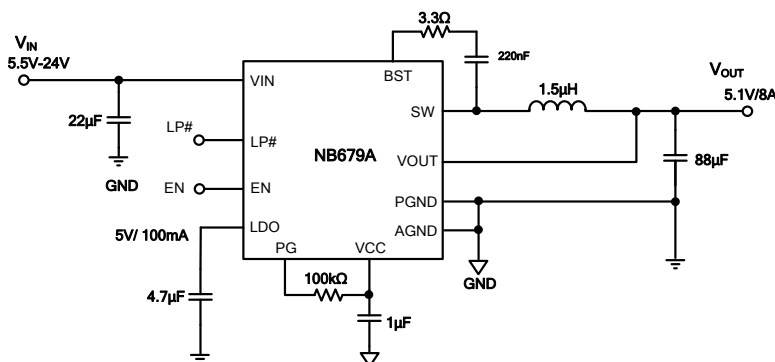 3.3Ω
VIN
5.5V-24V
BST
220nF
VIN
1.5μH
VOUT
5.1V/8A
SW
22μF
LP#
LP#
NB679A
VOUT
88μF
GND
EN
EN
PGND
LDO
AGND
5V/ 100mA
PG
VCC
GND
100kΩ
4.7μF
1μF